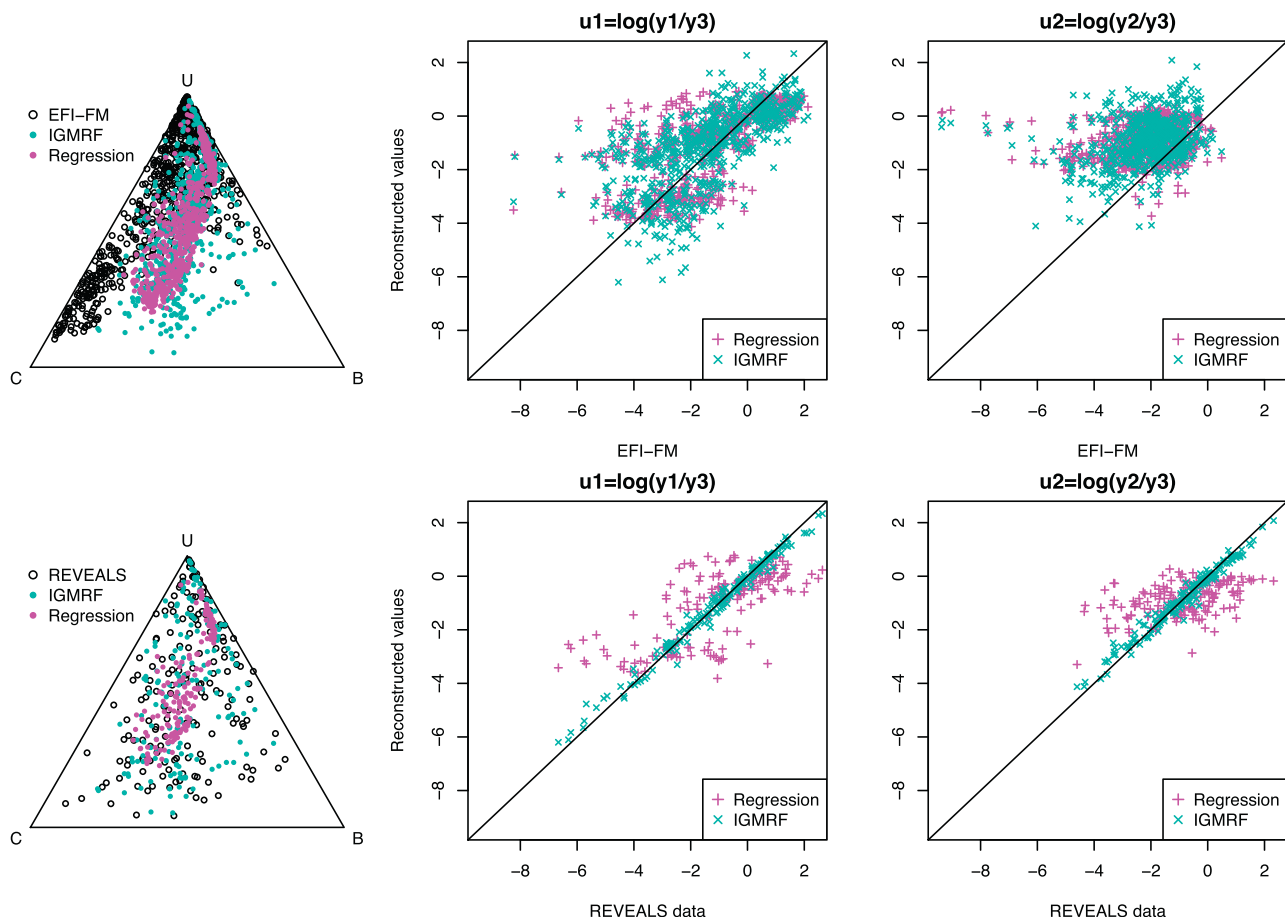 u1=log(y1/y3)
u2=log(y2/y3)
U
EFI−FM
IGMRF
Regression
C
B
Reconstructed values
2
0
−2
−4
−6
−8
Regression
IGMRF
−8
−6
−4
−2
0
2
EFI−FM
2
0
−2
−4
−6
−8
Regression
IGMRF
−8
−6
−4
−2
0
2
EFI−FM
u1=log(y1/y3)
u2=log(y2/y3)
U
REVEALS
IGMRF
Regression
C
B
Reconstructed values
2
0
−2
−4
−6
−8
Regression
IGMRF
−8
−6
−4
−2
0
2
REVEALS data
2
0
−2
−4
−6
−8
Regression
IGMRF
−8
−6
−4
−2
0
2
REVEALS data